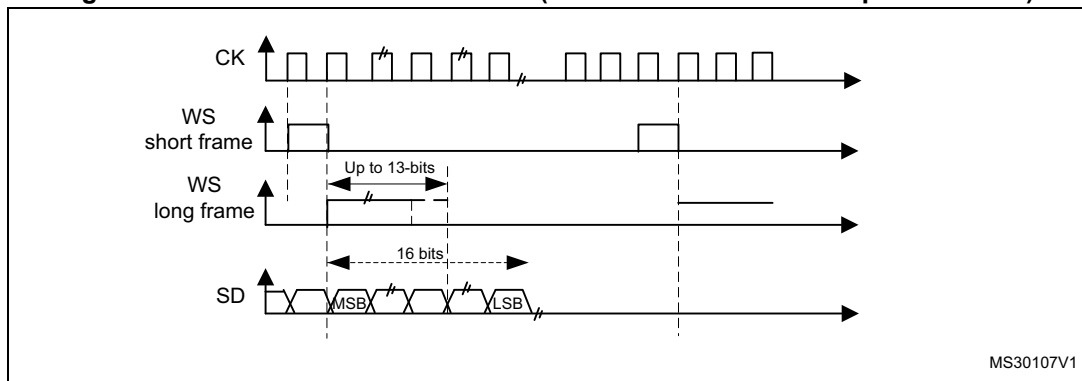 CK
WS
short frame
Up to 13-bits
WS
long frame
16 bits
SD
MSB
LSB
MS30107V1